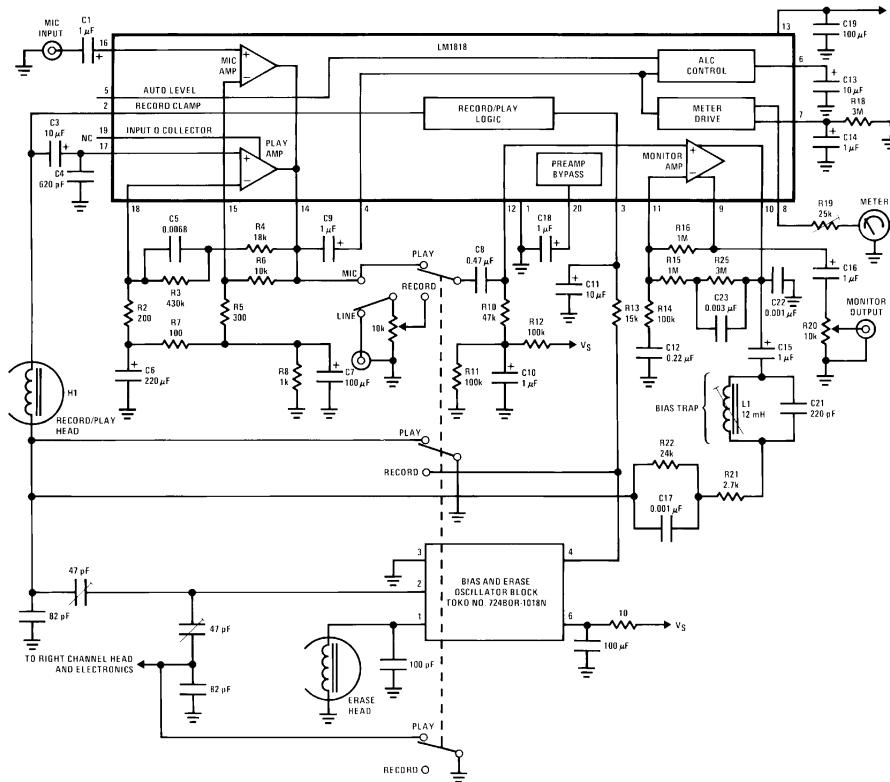 MIC
INPUT
C1
1 μF
16
LM1818
13
C19
100 μF
MIC
AMP
ALC
CONTROL
6
C13
10 μF
5
AUTO LEVEL
2
RECORD CLAMP
RECORD/PLAY
LOGIC
METER
DRIVE
7
R18
3M
C14
1 μF
C3
10 μF
NC
19
INPUT Q COLLECTOR
17
PLAY
AMP
C4
620 pF
PREAMP
BYPASS
MONITOR
AMP
18
15
14
4
12
1
20
3
11
9
10
8
R19
25k
METER
C5
0.0068
R4
18k
C9
1 μF
R6
10k
R3
430k
MIC
PLAY
RECORD
C8
0.47 μF
C18
1 μF
C11
10 μF
R16
1M
R15
1M
R25
3M
C16
1 μF
R2
200
R5
300
R7
100
LINE
10k
R10
47k
R12
100k
VS
R13
15k
R14
100k
C23
0.003 μF
C22
0.001 μF
MONITOR
OUTPUT
R20
10k
C6
220 μF
R8
1k
C7
100 μF
R11
100k
C10
1 μF
C12
0.22 μF
C15
1 μF
H1
RECORD/PLAY
HEAD
BIAS TRAP
L1
12 mH
C21
220 pF
PLAY
RECORD
R22
24k
C17
0.001 μF
R21
2.7k
47 pF
82 pF
3
2
1
BIAS AND ERASE
OSCILLATOR BLOCK
TOKO NO. 724BOR-1018N
4
6
10
VS
100 μF
47 pF
TO RIGHT CHANNEL HEAD
AND ELECTRONICS
82 pF
100 pF
ERASE
HEAD
PLAY
RECORD